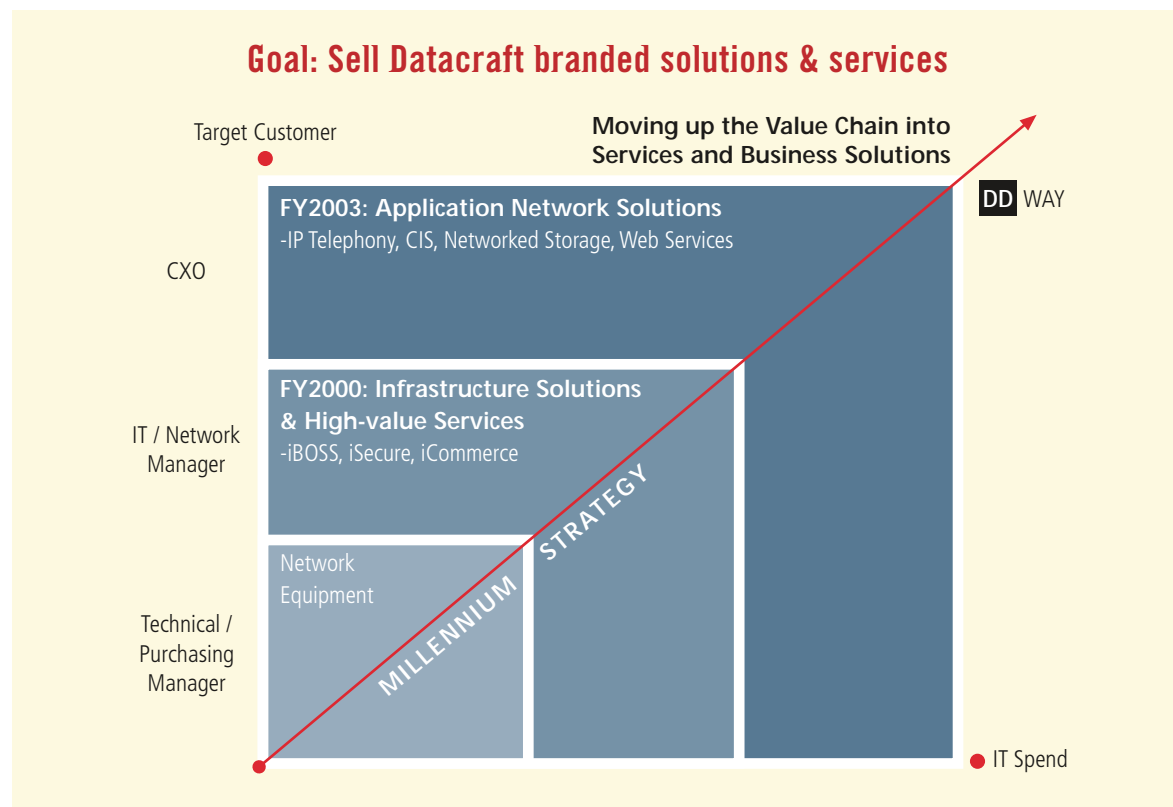 Goal: Sell Datacraft branded solutions & services
Target Customer
Moving up the Value Chain into
Services and Business Solutions
DD WAY
FY2003: Application Network Solutions
-IP Telephony, CIS, Networked Storage, Web Services
CXO
FY2000: Infrastructure Solutions
& High-value Services
-iBOSS, iSecure, iCommerce
IT / Network
Manager
Network
Equipment
Technical /
Purchasing
Manager
MILLENNIUM STRATEGY
IT Spend